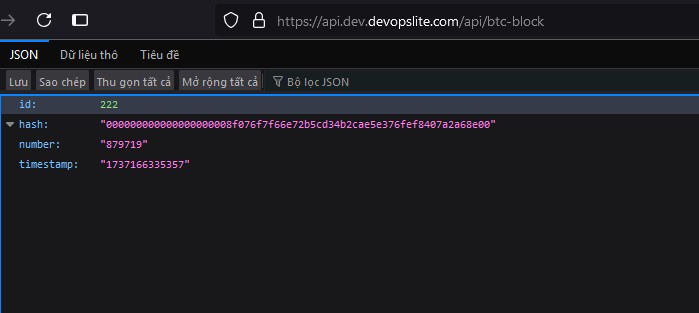 https://api.dev.devopslite.com/api/btc-block
JSON Dữ liệu thô Tiêu đề
Lưu Sao chép Thu gọn tất cả Mở rộng tất cả Bộ lọc JSON
id: 222
hash: "000000000000000000008f076f7f66e72b5cd34b2cae5e376fef8407a2a68e00"
number: "879719"
timestamp: "1737166335357"